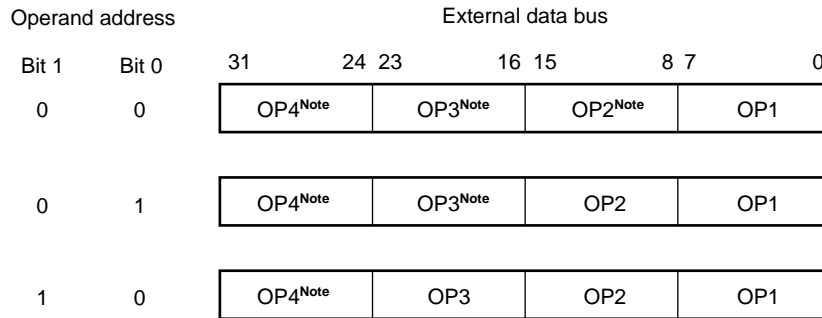 Operand address External data bus
Bit 1 Bit 0 31 24 23 16 15 8 7 0
0 0 OP4Note OP3Note OP2Note OP1
0 1 OP4Note OP3Note OP2 OP1
1 0 OP4Note OP3 OP2 OP1